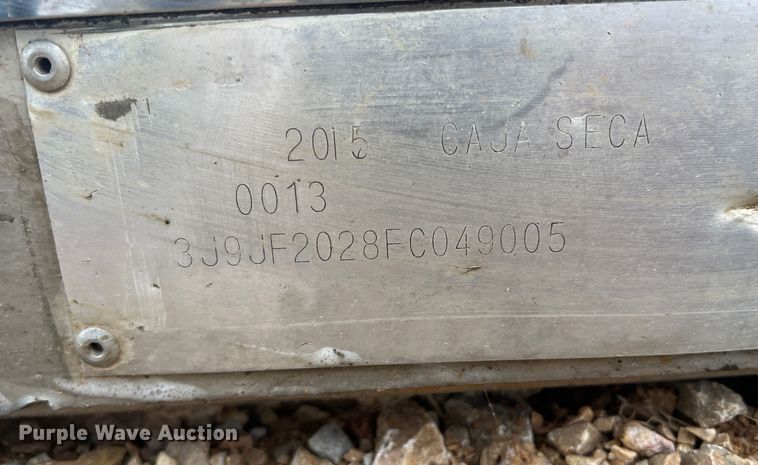 2015 CAJA SECA
0013
3J9JF2028FC049005
Purple Wave Auction